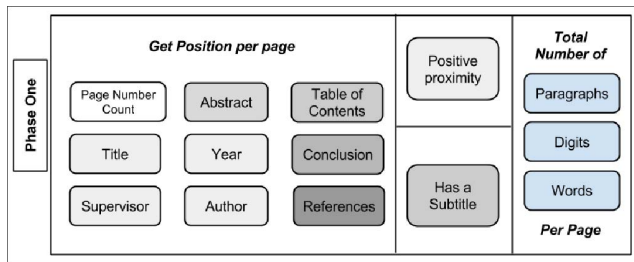 Phase One
Get Position per page
Page Number
Count
Abstract
Table of
Contents
Title
Year
Conclusion
Supervisor
Author
References
Positive
proximity
Has a
Subtitle
Total
Number of
Paragraphs
Digits
Words
Per Page